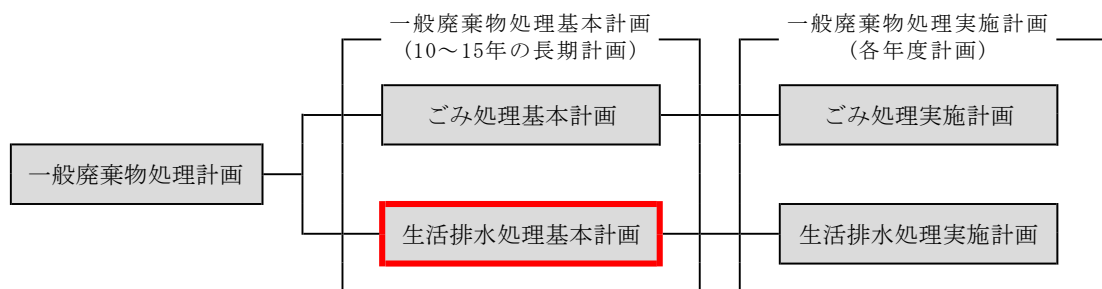 一般廃棄物処理基本計画
(10～15年の長期計画)
一般廃棄物処理実施計画
(各年度計画)
ごみ処理基本計画
ごみ処理実施計画
一般廃棄物処理計画
生活排水処理基本計画
生活排水処理実施計画